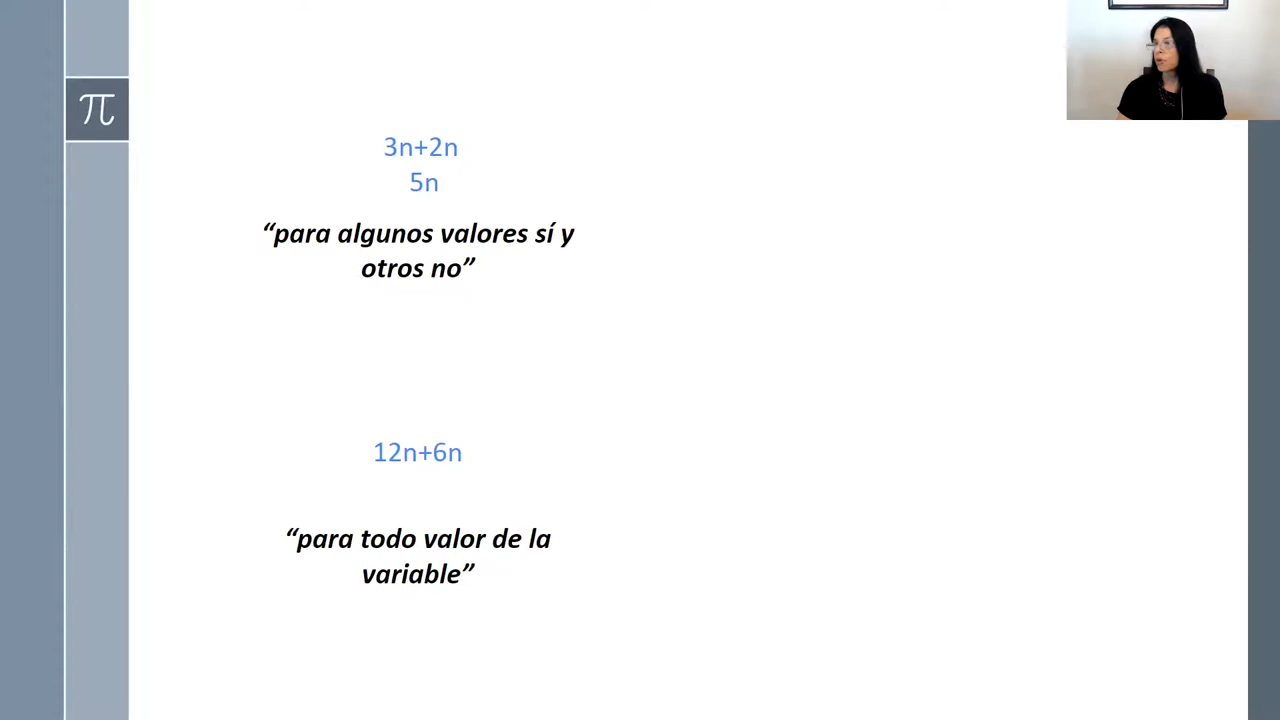 π
3n+2n
5n
“para algunos valores sí y
otros no”
12n+6n
“para todo valor de la
variable”